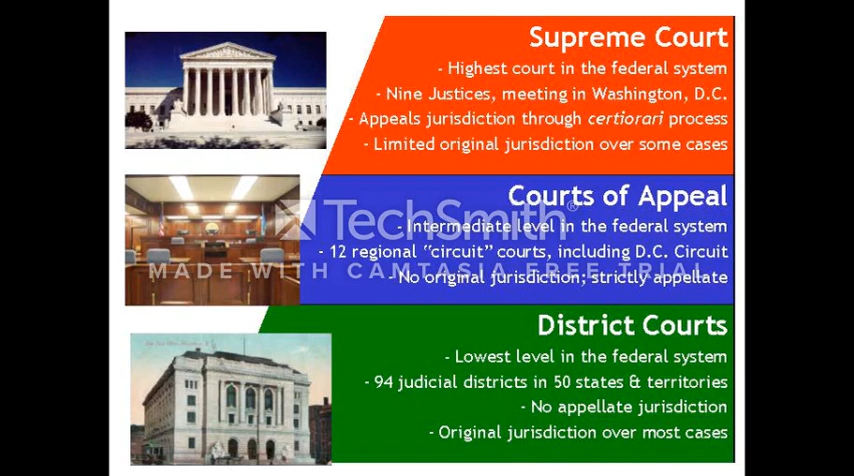 Supreme Court
- Highest court in the federal system
- Nine Justices, meeting in Washington, D.C.
- Appeals jurisdiction through certiorari process
- Limited original jurisdiction over some cases
Courts of Appeal
TechSmith®
- Intermediate level in the federal system
- 12 regional “circuit” courts, including D.C. Circuit
MADE WITH CAMTASIA FREE TRIAL
- No original jurisdiction; strictly appellate
District Courts
- Lowest level in the federal system
- 94 judicial districts in 50 states & territories
- No appellate jurisdiction
- Original jurisdiction over most cases